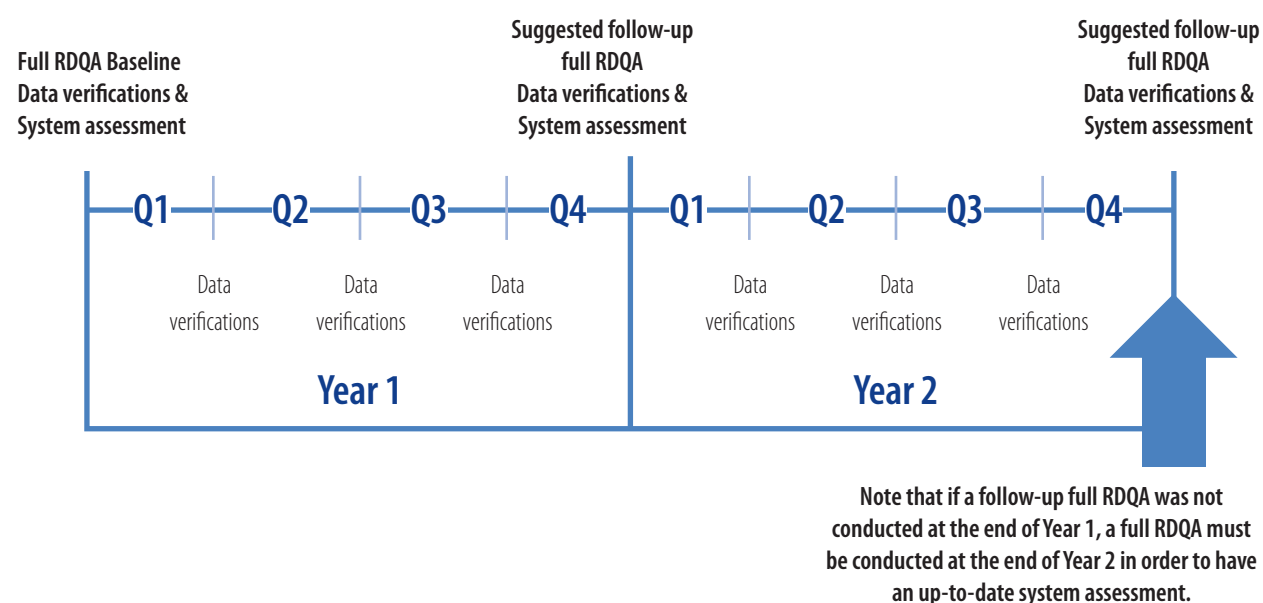 Full RDQA Baseline
Data verifications &
System assessment
Suggested follow-up
full RDQA
Data verifications &
System assessment
Suggested follow-up
full RDQA
Data verifications &
System assessment
Q1 Q2 Q3 Q4 Q1 Q2 Q3 Q4
Data
verifications
Data
verifications
Data
verifications
Data
verifications
Data
verifications
Data
verifications
Year 1
Year 2
Note that if a follow-up full RDQA was not
conducted at the end of Year 1, a full RDQA must
be conducted at the end of Year 2 in order to have
an up-to-date system assessment.